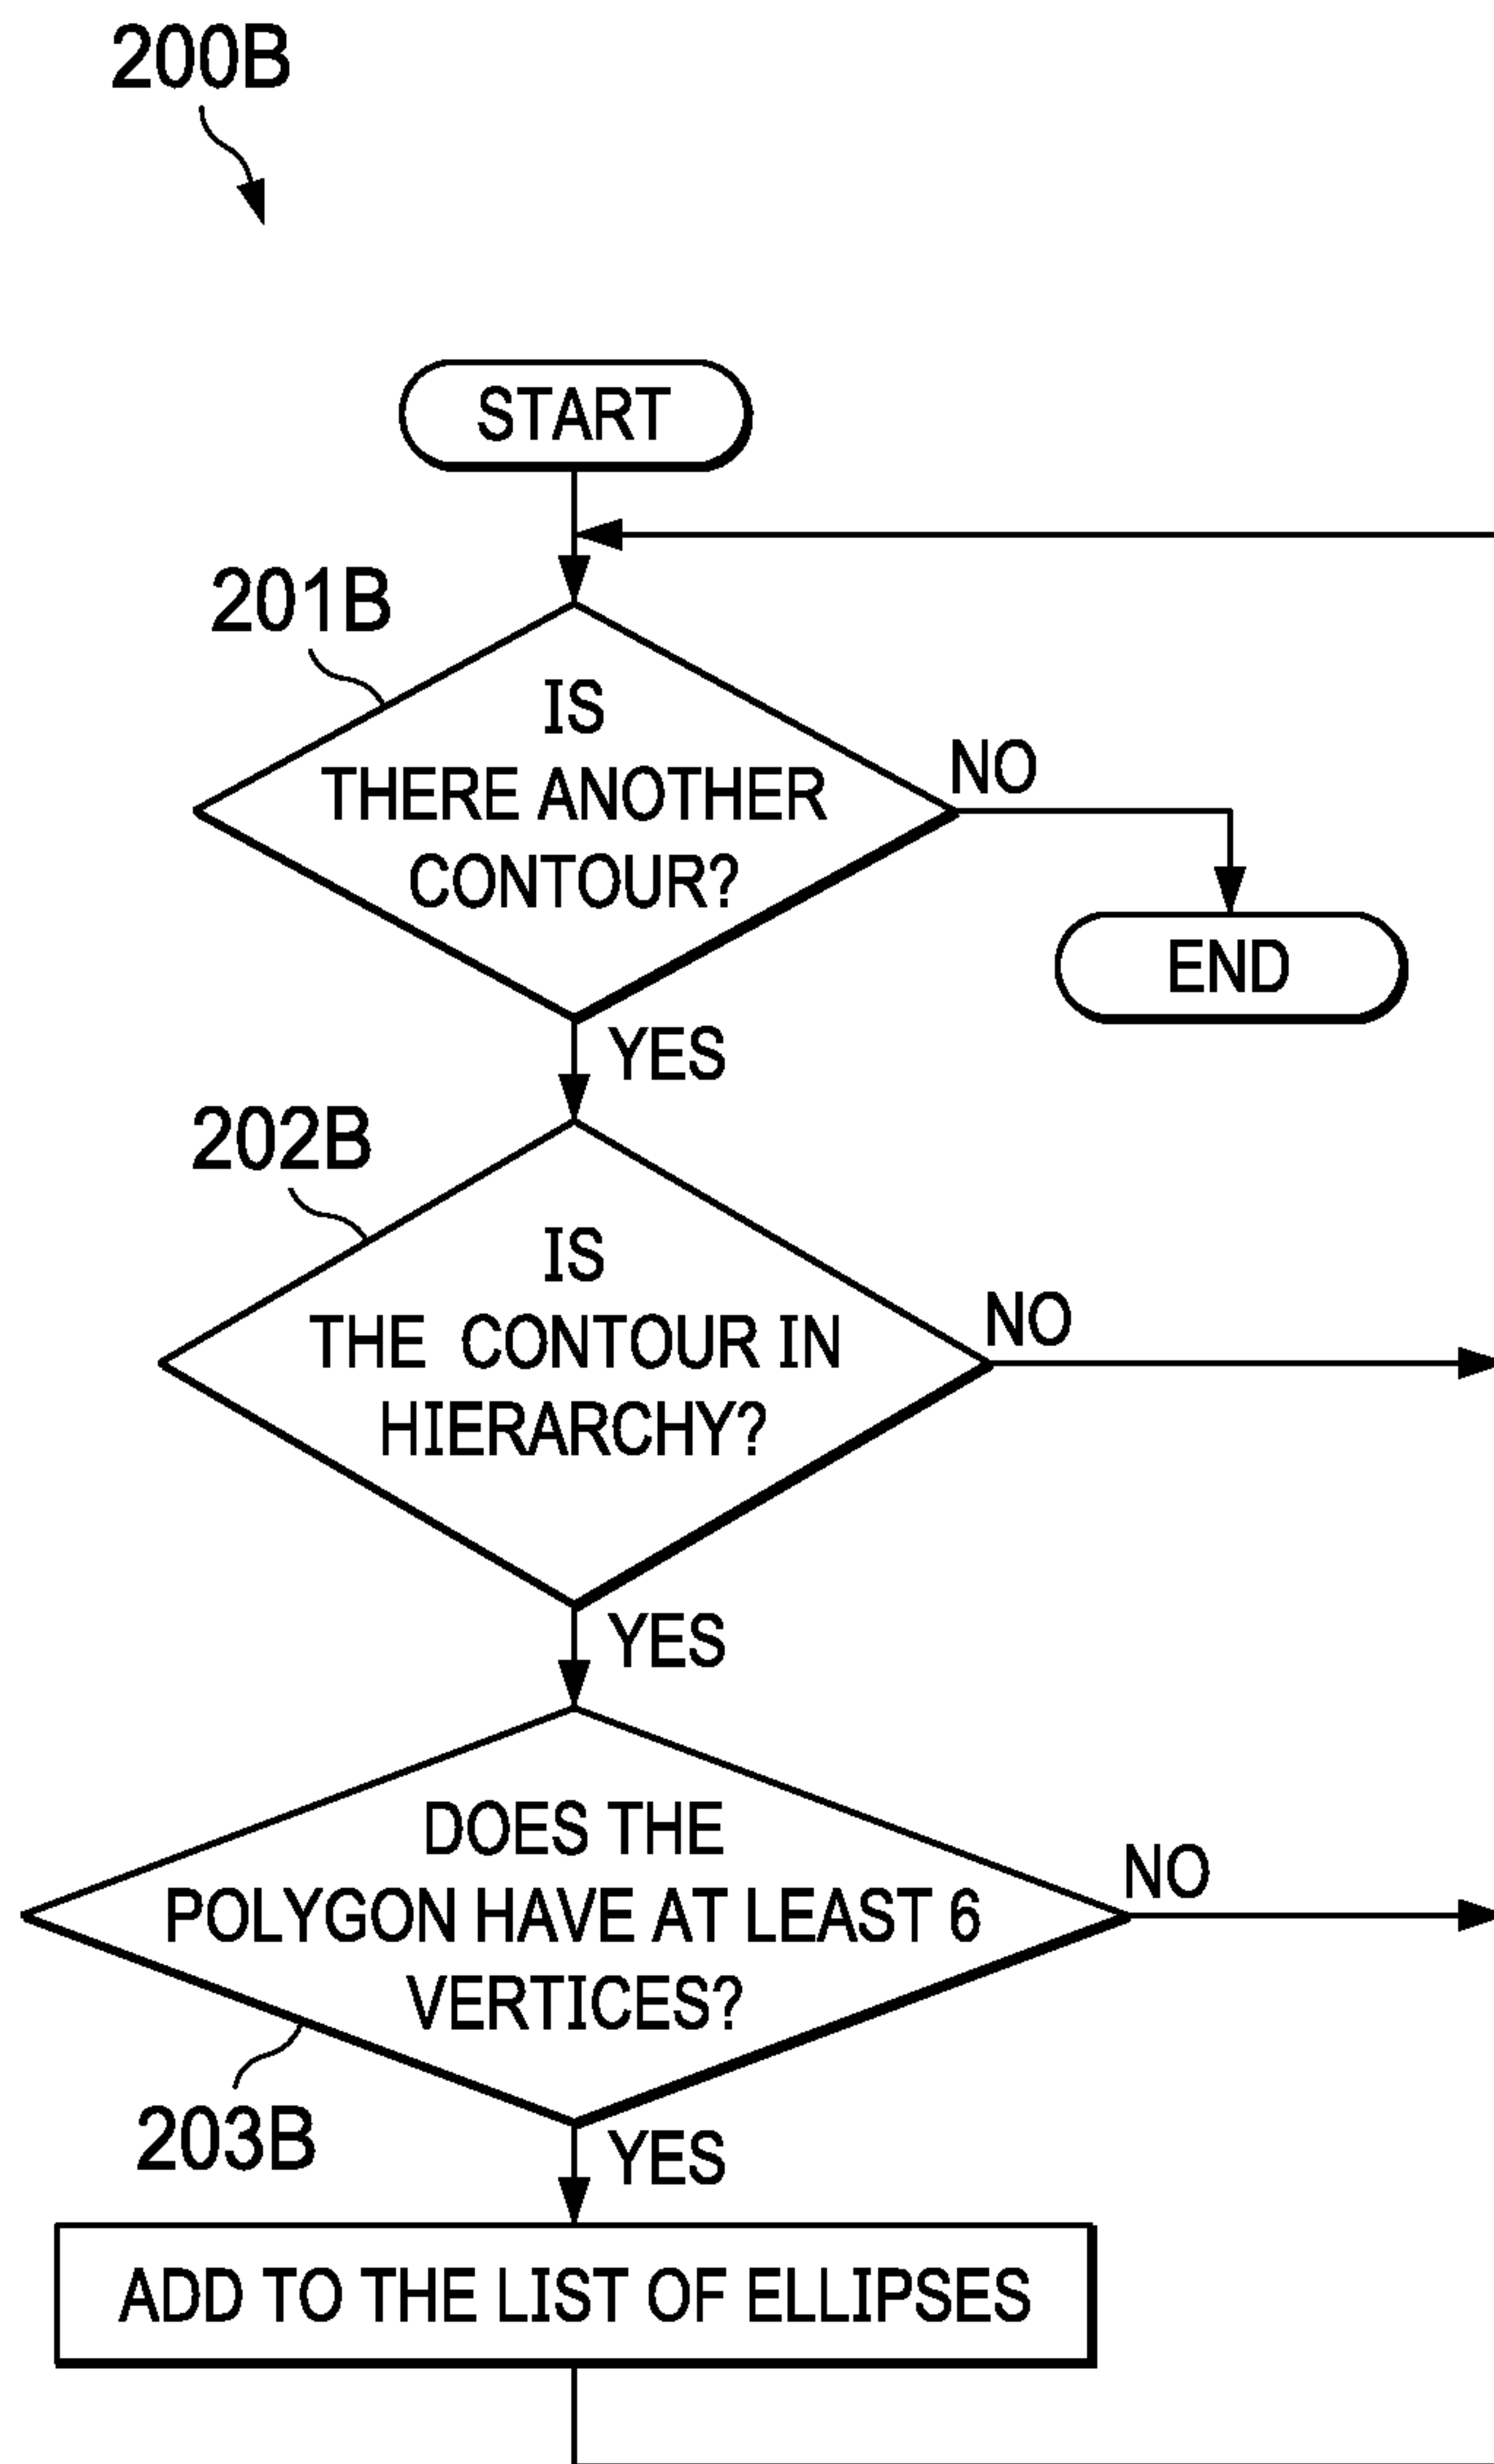 200B
START
201B
IS
THERE ANOTHER
CONTOUR?
NO
END
YES
202B
IS
THE CONTOUR IN
HIERARCHY?
NO
YES
DOES THE
POLYGON HAVE AT LEAST 6
VERTICES?
NO
203B
YES
ADD TO THE LIST OF ELLIPSES